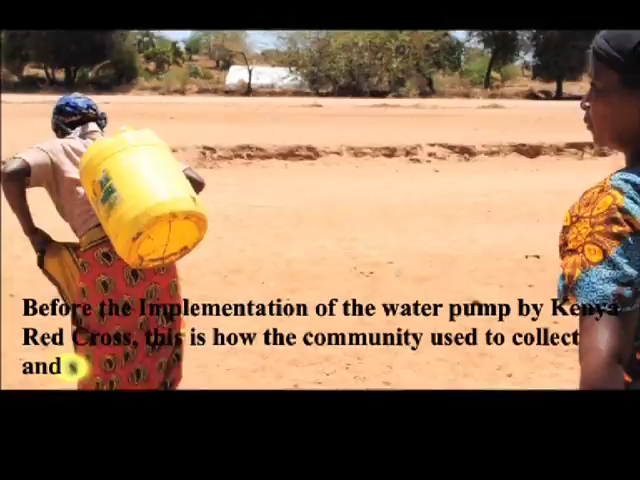 Before the Implementation of the water pump by Kenya
Red Cross, this is how the community used to collect
and s